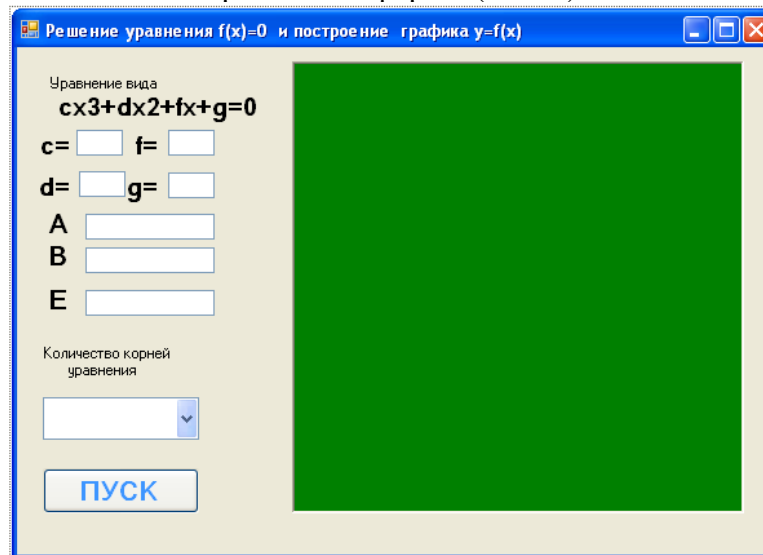 Решение уравнения f(x)=0 и построение графика y=f(x)
Уравнение вида
cx3+dx2+fx+g=0
c= f=
d= g=
A
B
E
Количество корней
уравнения
ПУСК